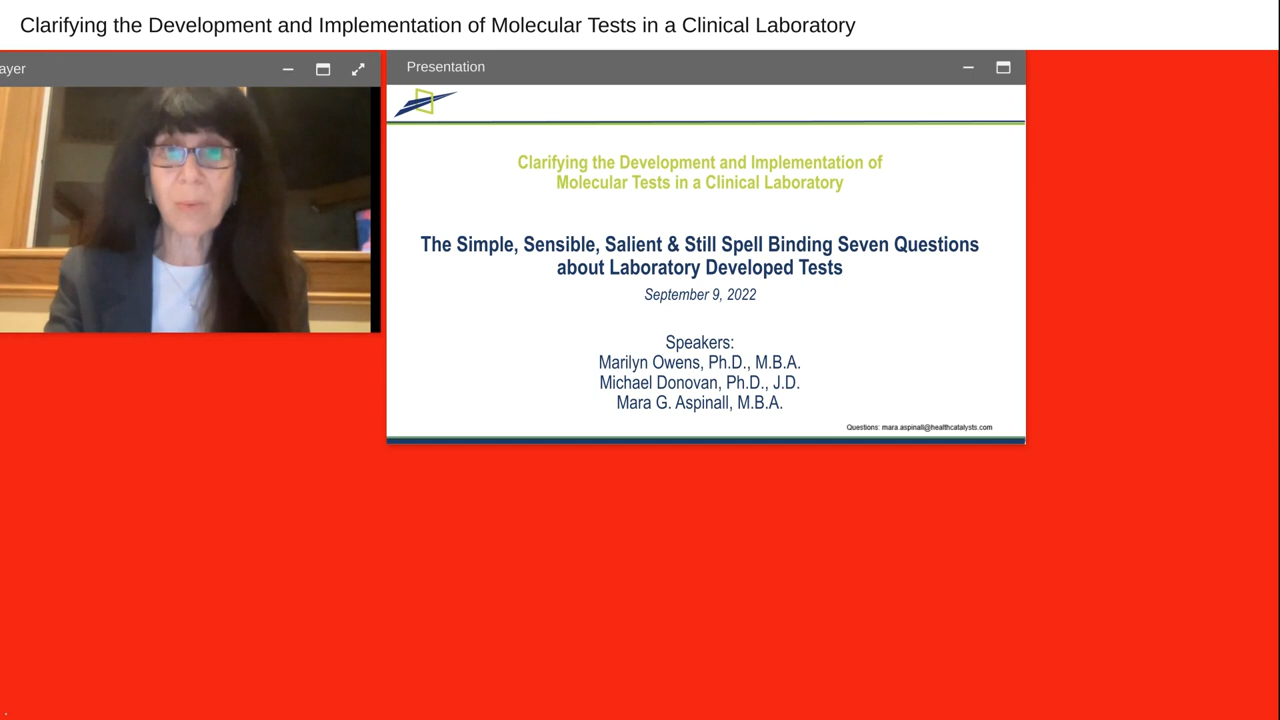 Clarifying the Development and Implementation of Molecular Tests in a Clinical Laboratory
ayer
Presentation
Clarifying the Development and Implementation of
Molecular Tests in a Clinical Laboratory
The Simple, Sensible, Salient & Still Spell Binding Seven Questions
about Laboratory Developed Tests
September 9, 2022
Speakers:
Marilyn Owens, Ph.D., M.B.A.
Michael Donovan, Ph.D., J.D.
Mara G. Aspinall, M.B.A.
Questions: mara.aspinall@healthcatalysts.com